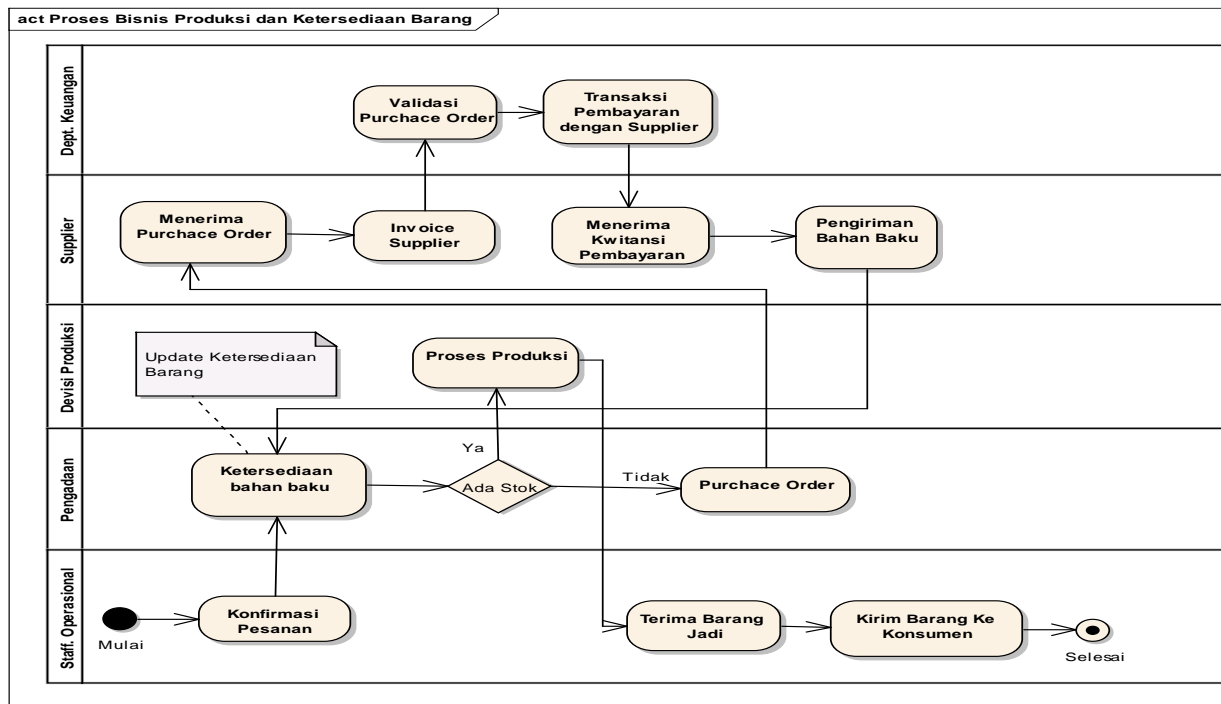 act Proses Bisnis Produksi dan Ketersediaan Barang
Dept. Keuangan
Validasi
Purchace Order
Transaksi
Pembayaran
dengan Supplier
Supplier
Menerima
Purchace Order
Invoice
Supplier
Menerima
Kwitansi
Pembayaran
Pengiriman
Bahan Baku
Devisi Produksi
Update Ketersediaan
Barang
Proses Produksi
Pengadaan
Ketersediaan
bahan baku
Ya
Ada Stok
Tidak
Purchace Order
Staff. Operasional
Mulai
Konfirmasi
Pesanan
Terima Barang
Jadi
Kirim Barang Ke
Konsumen
Selesai